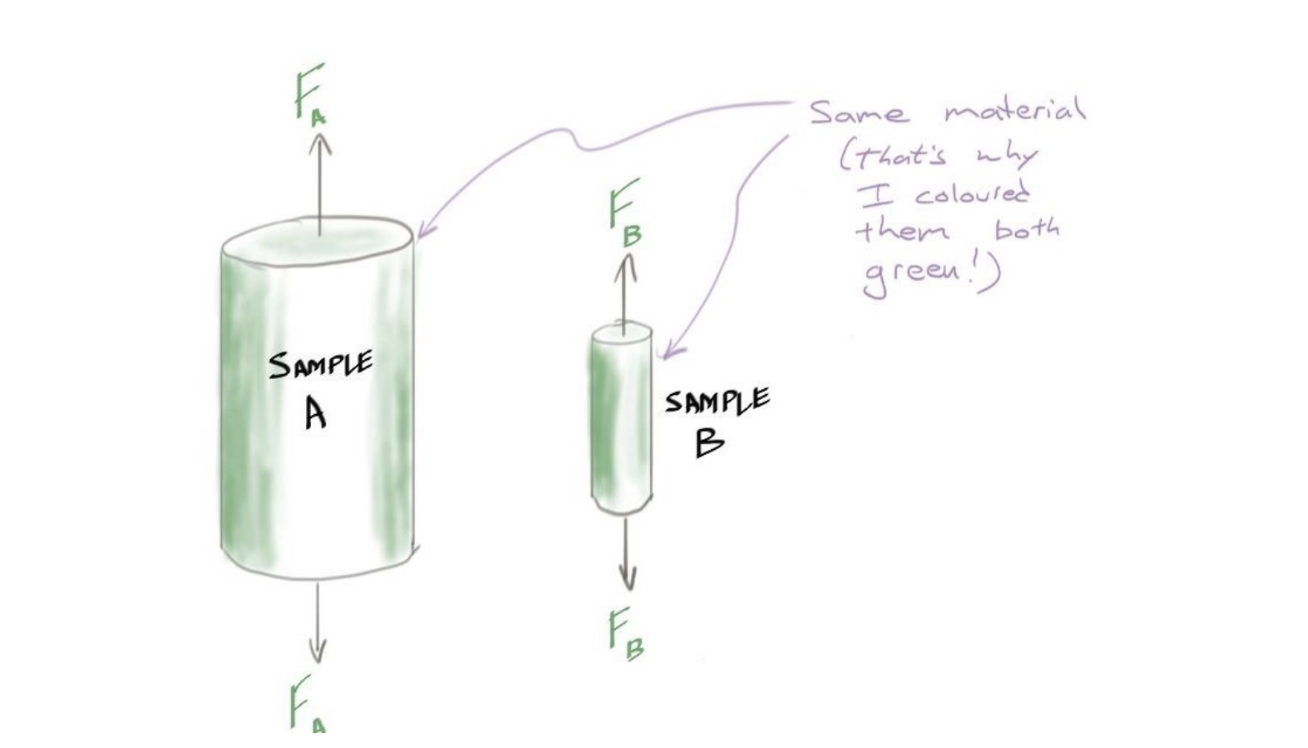 F_A
Same material
(that's why
I coloured
them both
green!)
F_B
SAMPLE
A
SAMPLE
B
F_B
F_A